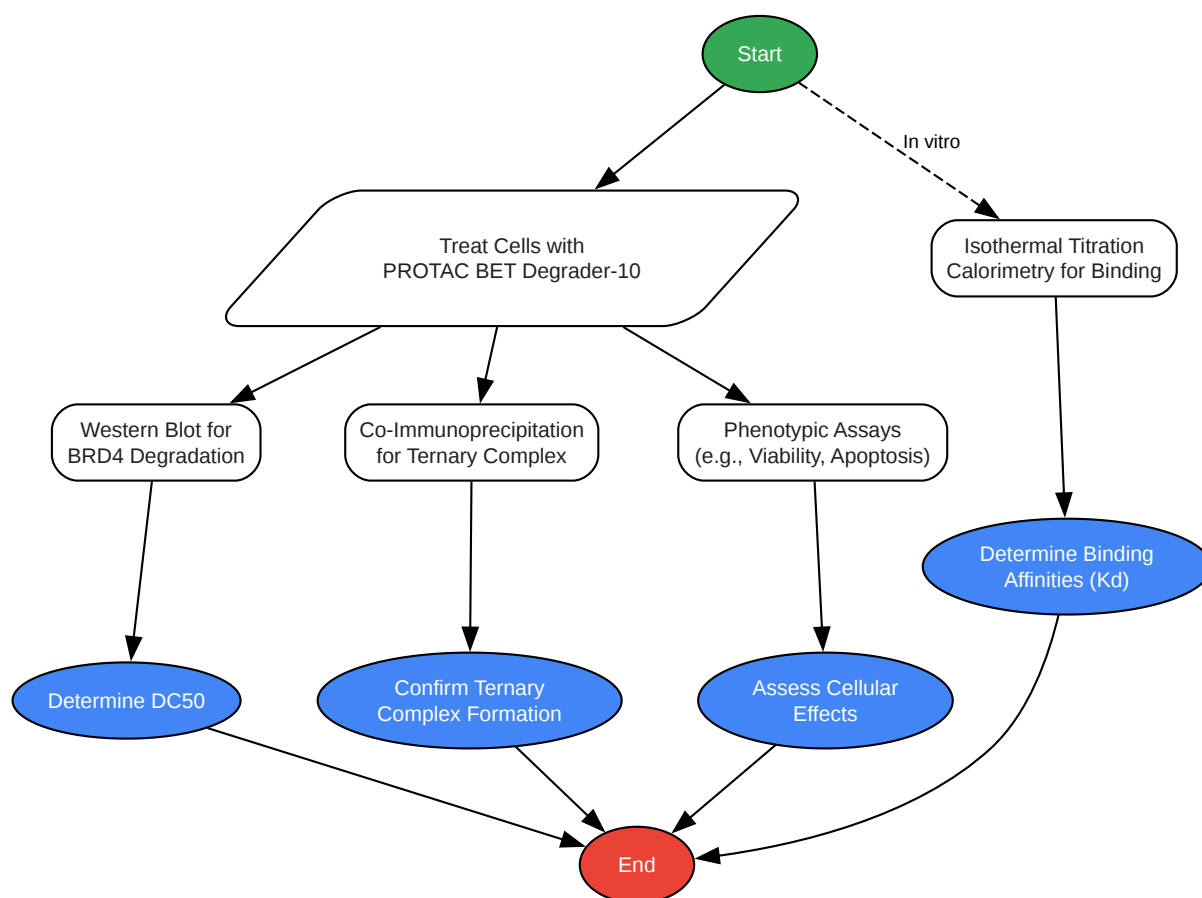 Start
In vitro
Treat Cells with
PROTAC BET Degrader-10
Isothermal Titration
Calorimetry for Binding
Western Blot for
BRD4 Degradation
Co-Immunoprecipitation
for Ternary Complex
Phenotypic Assays
(e.g., Viability, Apoptosis)
Determine Binding
Affinities (Kd)
Determine DC50
Confirm Ternary
Complex Formation
Assess Cellular
Effects
End